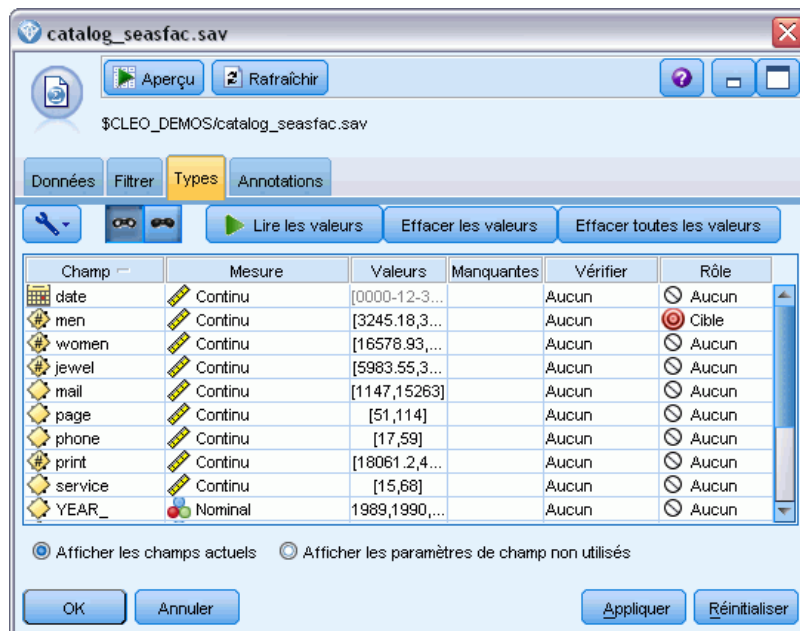 catalog_seasfac.sav
Aperçu Rafraîchir
$CLEO_DEMOS/catalog_seasfac.sav
Données Filtrer Types Annotations
Lire les valeurs Effacer les valeurs Effacer toutes les valeurs
Champ Mesure Valeurs Manquantes Vérifier Rôle
date Continu [0000-12-3... Aucun Aucun
men Continu [3245.18,3... Aucun Cible
women Continu [16578.93,... Aucun Aucun
jewel Continu [5983.55,3... Aucun Aucun
mail Continu [1147,15263] Aucun Aucun
page Continu [51,114] Aucun Aucun
phone Continu [17,59] Aucun Aucun
print Continu [18061.2,4... Aucun Aucun
service Continu [15,68] Aucun Aucun
YEAR_ Nominal 1989,1990,... Aucun Aucun
Afficher les champs actuels Afficher les paramètres de champ non utilisés
OK Annuler Appliquer Réinitialiser